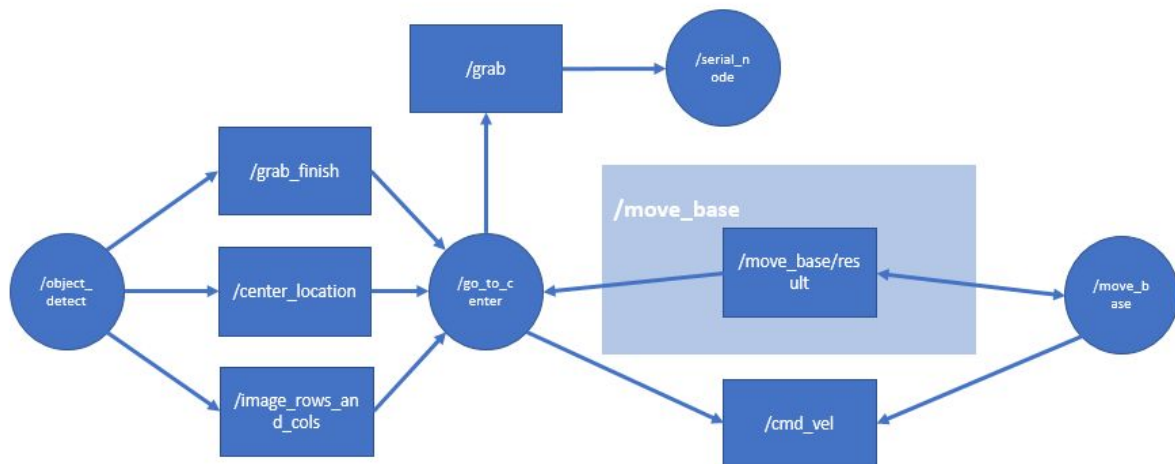 /grab
/serial_n
ode
/grab_finish
/move_base
/object_
detect
/center_location
/go_to_c
enter
/move_base/res
ult
/move_b
ase
/image_rows_an
d_cols
/cmd_vel